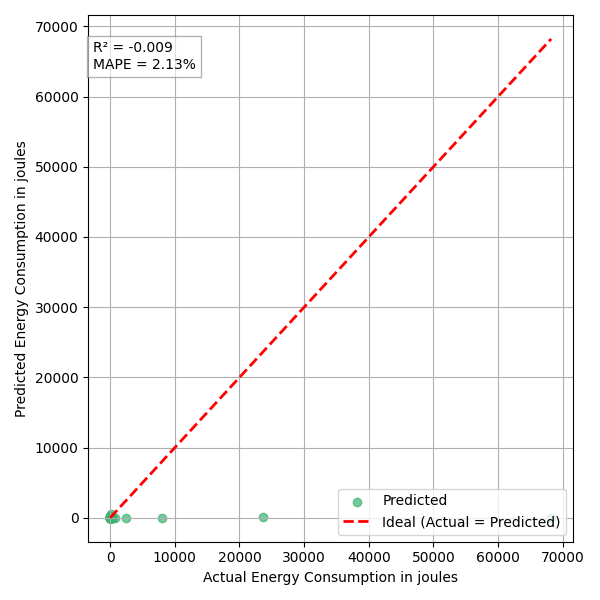 R² = -0.009
MAPE = 2.13%
70000
60000
50000
40000
30000
20000
10000
0
Predicted Energy Consumption in joules
Predicted
Ideal (Actual = Predicted)
0 10000 20000 30000 40000 50000 60000 70000
Actual Energy Consumption in joules